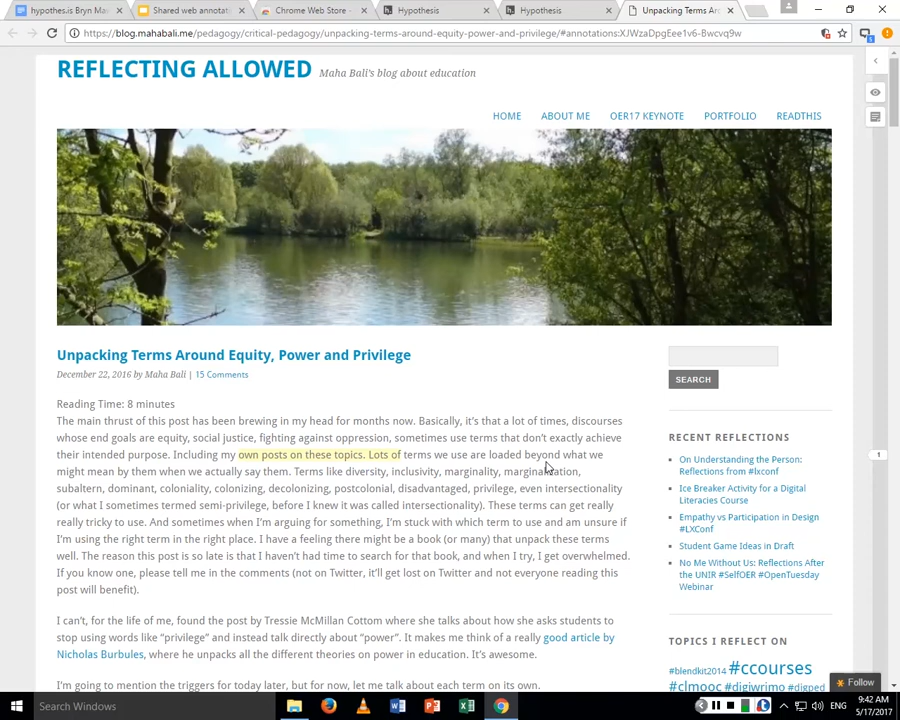 hypothes.is Bryn Maw
Shared web annotati
Chrome Web Store -
Hypothesis
Hypothesis
Unpacking Terms Aro
https://blog.mahabali.me/pedagogy/critical-pedagogy/unpacking-terms-around-equity-power-and-privilege/#annotations:XJWzaDpgEee1v6-Bwcvq9w
REFLECTING ALLOWED Maha Bali's blog about education
HOME ABOUT ME OER17 KEYNOTE PORTFOLIO READTHIS
Unpacking Terms Around Equity, Power and Privilege
December 22, 2016 by Maha Bali | 15 Comments
Reading Time: 8 minutes
The main thrust of this post has been brewing in my head for months now. Basically, it's that a lot of times, discourses
whose end goals are equity, social justice, fighting against oppression, sometimes use terms that don't exactly achieve
their intended purpose. Including my own posts on these topics. Lots of terms we use are loaded beyond what we
might mean by them when we actually say them. Terms like diversity, inclusivity, marginality, marginalization,
subaltern, dominant, coloniality, colonizing, decolonizing, postcolonial, disadvantaged, privilege, even intersectionality
(or what I sometimes termed semi-privilege, before I knew it was called intersectionality). These terms can get really
really tricky to use. And sometimes when I'm arguing for something, I'm stuck with which term to use and am unsure if
I'm using the right term in the right place. I have a feeling there might be a book (or many) that unpack these terms
well. The reason this post is so late is that I haven't had time to search for that book, and when I try, I get overwhelmed.
If you know one, please tell me in the comments (not on Twitter, it'll get lost on Twitter and not everyone reading this
post will benefit).
I can't, for the life of me, found the post by Tressie McMillan Cottom where she talks about how she asks students to
stop using words like "privilege" and instead talk directly about "power". It makes me think of a really good article by
Nicholas Burbules, where he unpacks all the different theories on power in education. It's awesome.
I'm going to mention the triggers for today later, but for now, let me talk about each term on its own.
SEARCH
RECENT REFLECTIONS
On Understanding the Person:
Reflections from #lxconf
Ice Breaker Activity for a Digital
Literacies Course
Empathy vs Participation in Design
#LXConf
Student Game Ideas in Draft
No Me Without Us: Reflections After
the UNIR #SelfOER #OpenTuesday
Webinar
TOPICS I REFLECT ON
#blendkit2014 #ccourses
#clmooc #digiwrimo #digped
1
Follow
Search Windows
9:42 AM
5/17/2017